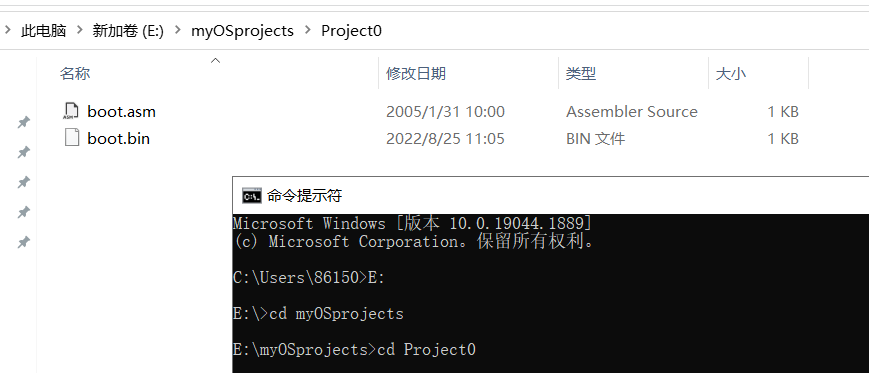 此电脑 > 新加卷 (E:) > myOSprojects > Project0
名称 修改日期 类型 大小
boot.asm 2005/1/31 10:00 Assembler Source 1 KB
boot.bin 2022/8/25 11:05 BIN 文件 1 KB
命令提示符
Microsoft Windows [版本 10.0.19044.1889]
(c) Microsoft Corporation。保留所有权利。
C:\Users\86150>E:
E:\>cd myOSprojects
E:\myOSprojects>cd Project0